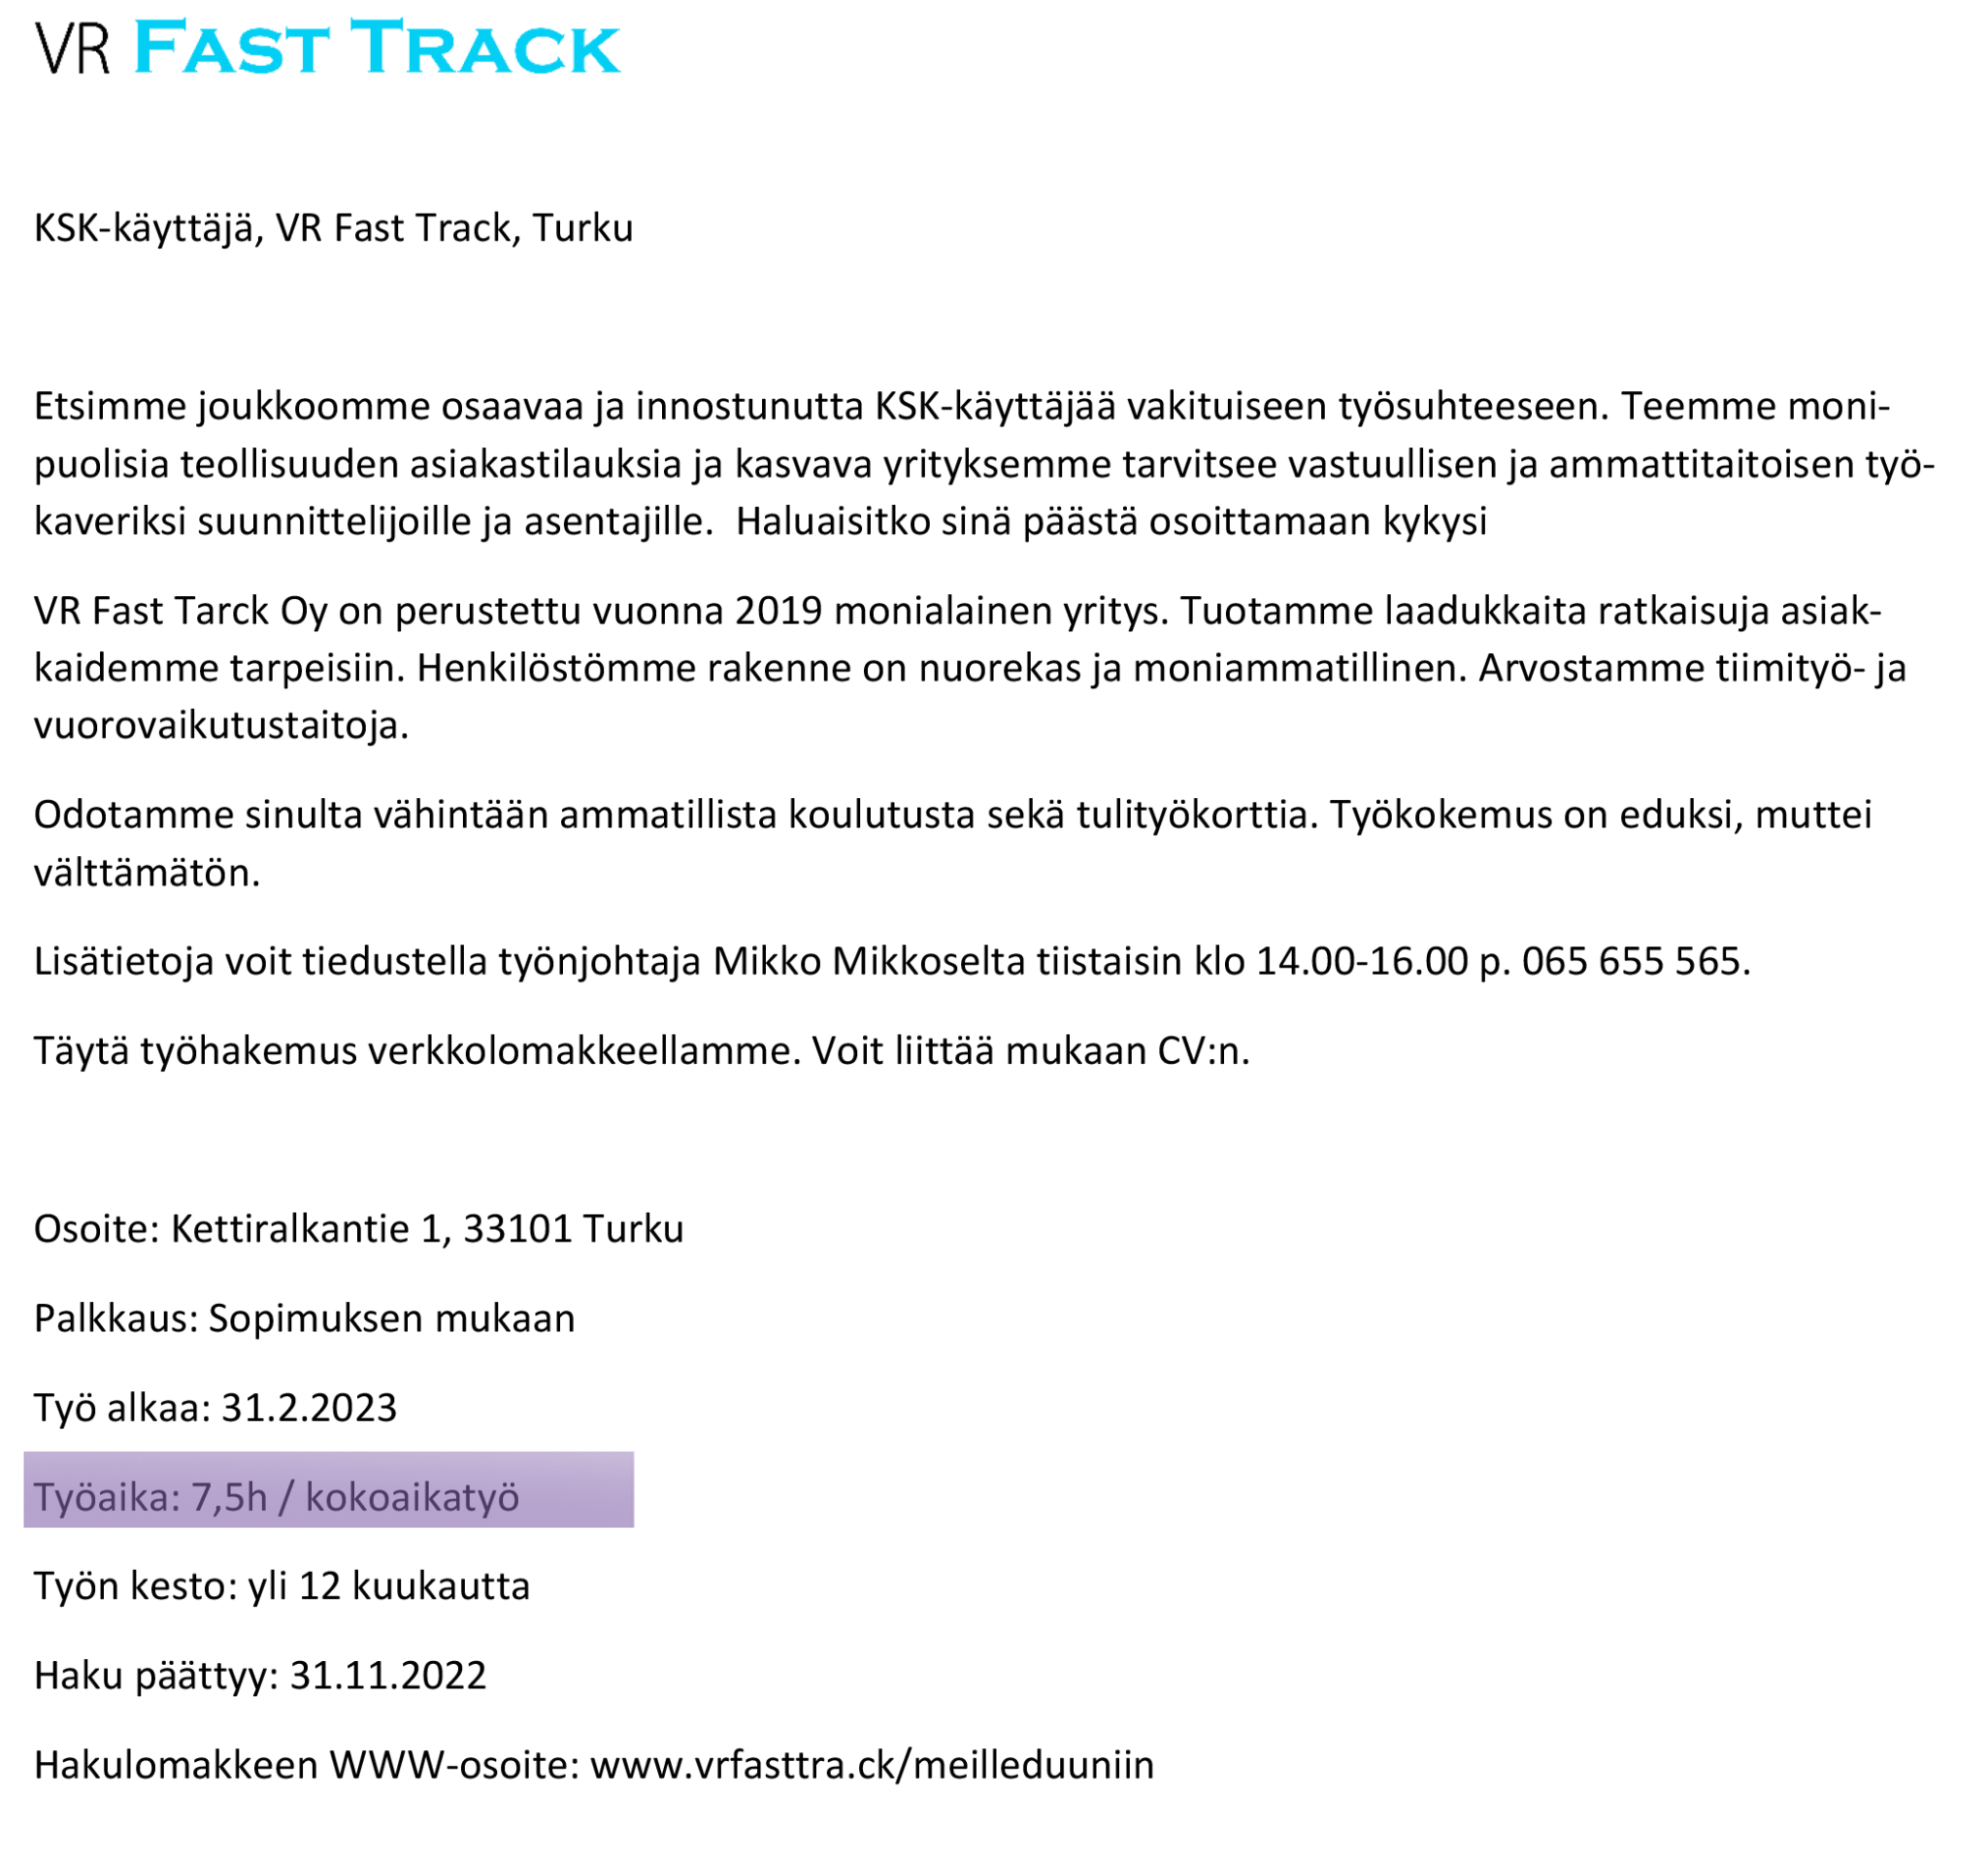 VR FAST TRACK
KSK-käyttäjä, VR Fast Track, Turku
Etsimme joukkoomme osaavaa ja innostunutta KSK-käyttäjää vakituiseen työsuhteeseen. Teemme moni-
puolisia teollisuuden asiakastilauksia ja kasvava yrityksemme tarvitsee vastuullisen ja ammattitaitoisen työ-
kaveriksi suunnittelijoille ja asentajille.  Haluaisitko sinä päästä osoittamaan kykysi
VR Fast Tarck Oy on perustettu vuonna 2019 monialainen yritys. Tuotamme laadukkaita ratkaisuja asiak-
kaidemme tarpeisiin. Henkilöstömme rakenne on nuorekas ja moniammatillinen. Arvostamme tiimityö- ja
vuorovaikutustaitoja.
Odotamme sinulta vähintään ammatillista koulutusta sekä tulityökorttia. Työkokemus on eduksi, muttei
välttämätön.
Lisätietoja voit tiedustella työnjohtaja Mikko Mikkoselta tiistaisin klo 14.00-16.00 p. 065 655 565.
Täytä työhakemus verkkolomakkeellamme. Voit liittää mukaan CV:n.
Osoite: Kettiralkantie 1, 33101 Turku
Palkkaus: Sopimuksen mukaan
Työ alkaa: 31.2.2023
Työaika: 7,5h / kokoaikatyö
Työn kesto: yli 12 kuukautta
Haku päättyy: 31.11.2022
Hakulomakkeen WWW-osoite: www.vrfasttra.ck/meilleduuniin